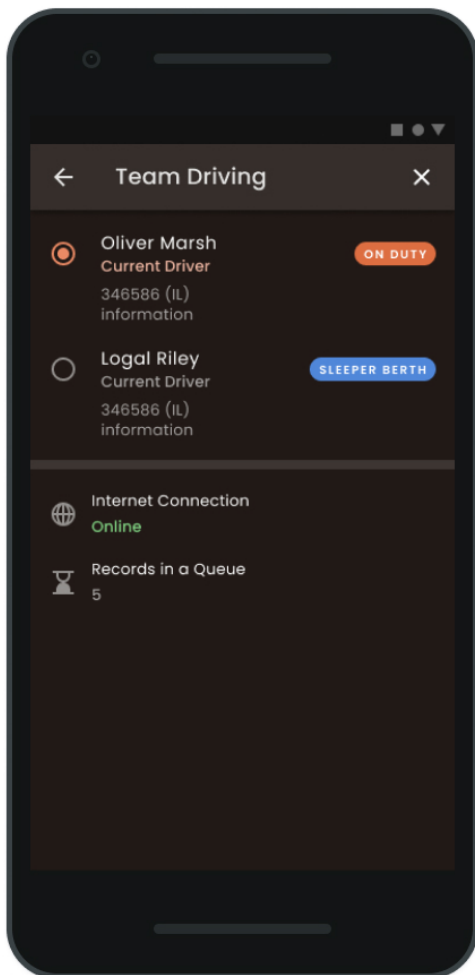 Team Driving
Oliver Marsh
Current Driver
ON DUTY
346586 (IL)
information
Logal Riley
Current Driver
SLEEPER BERTH
346586 (IL)
information
Internet Connection
Online
Records in a Queue
5